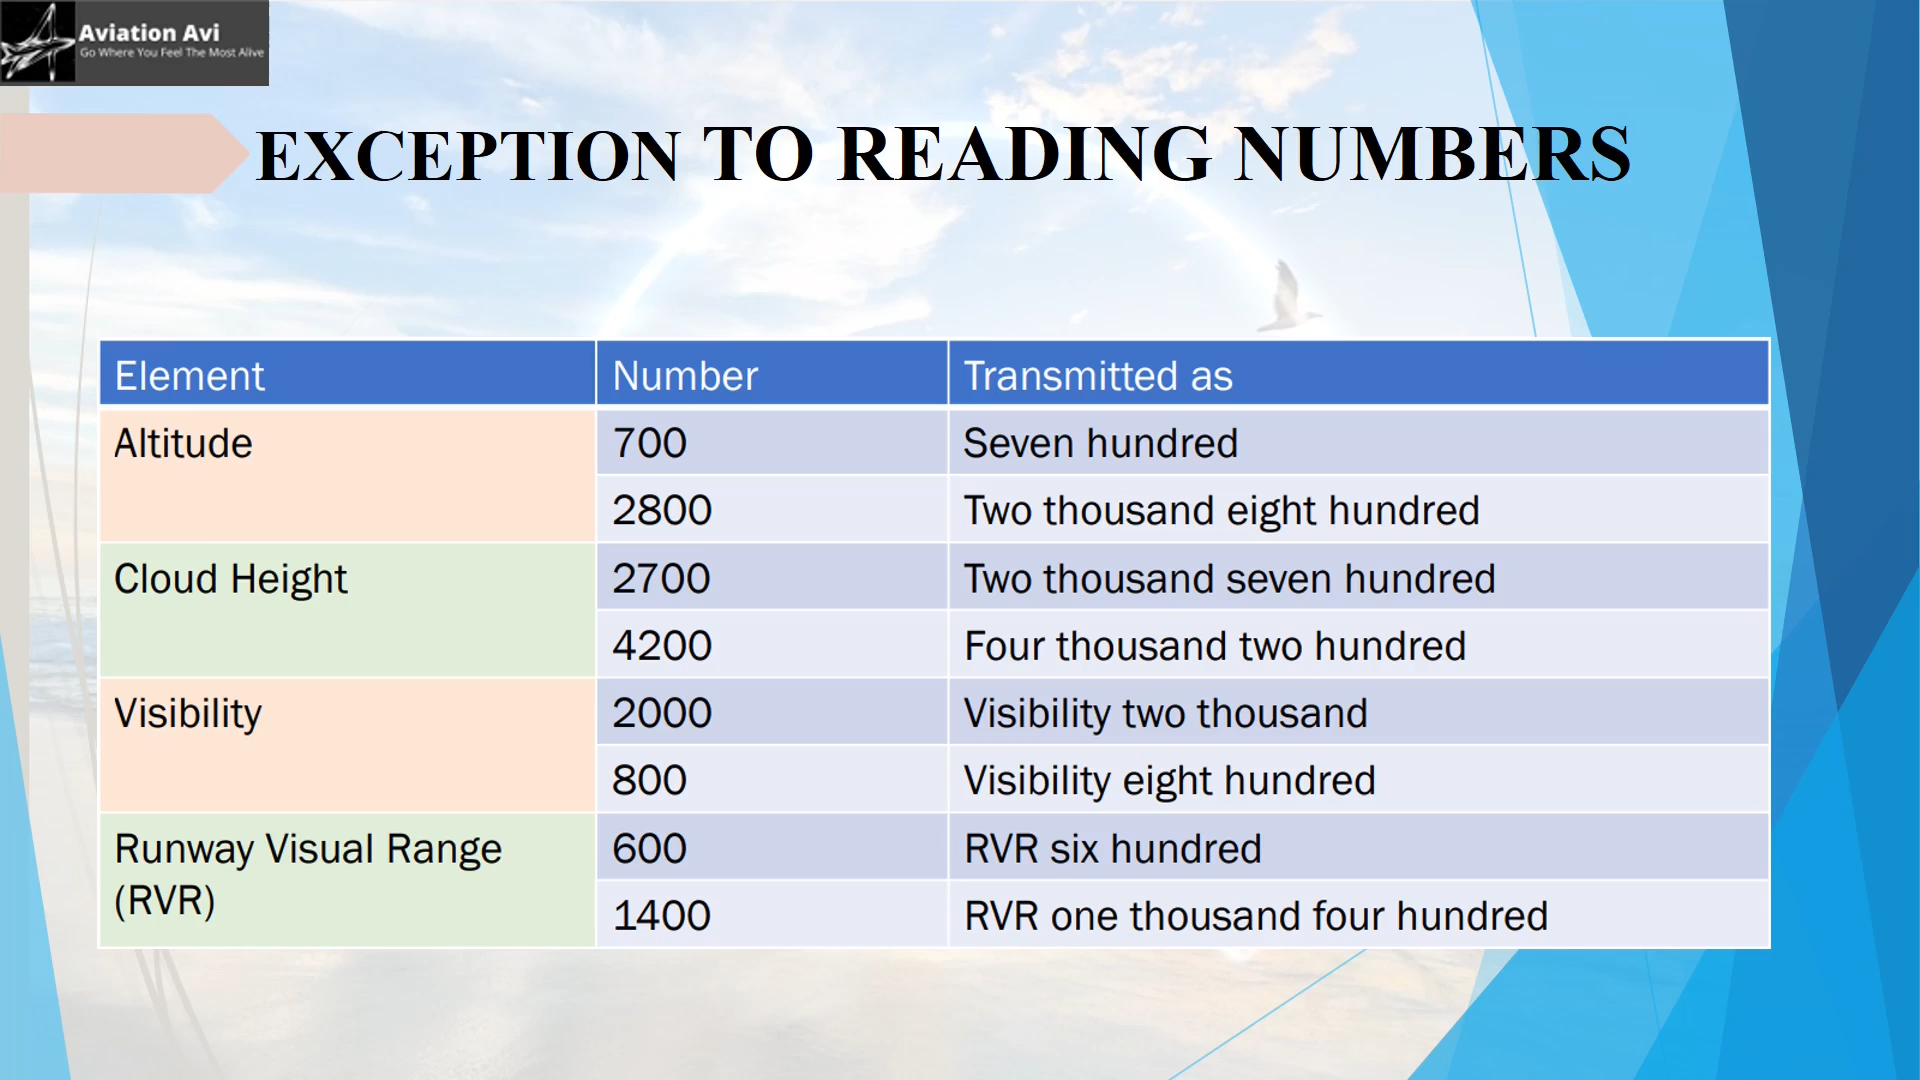 Aviation Avi
Go Where You Feel The Most Alive
EXCEPTION TO READING NUMBERS
Element Number Transmitted as
Altitude 700 Seven hundred
2800 Two thousand eight hundred
Cloud Height 2700 Two thousand seven hundred
4200 Four thousand two hundred
Visibility 2000 Visibility two thousand
800 Visibility eight hundred
Runway Visual Range 600 RVR six hundred
(RVR) 1400 RVR one thousand four hundred